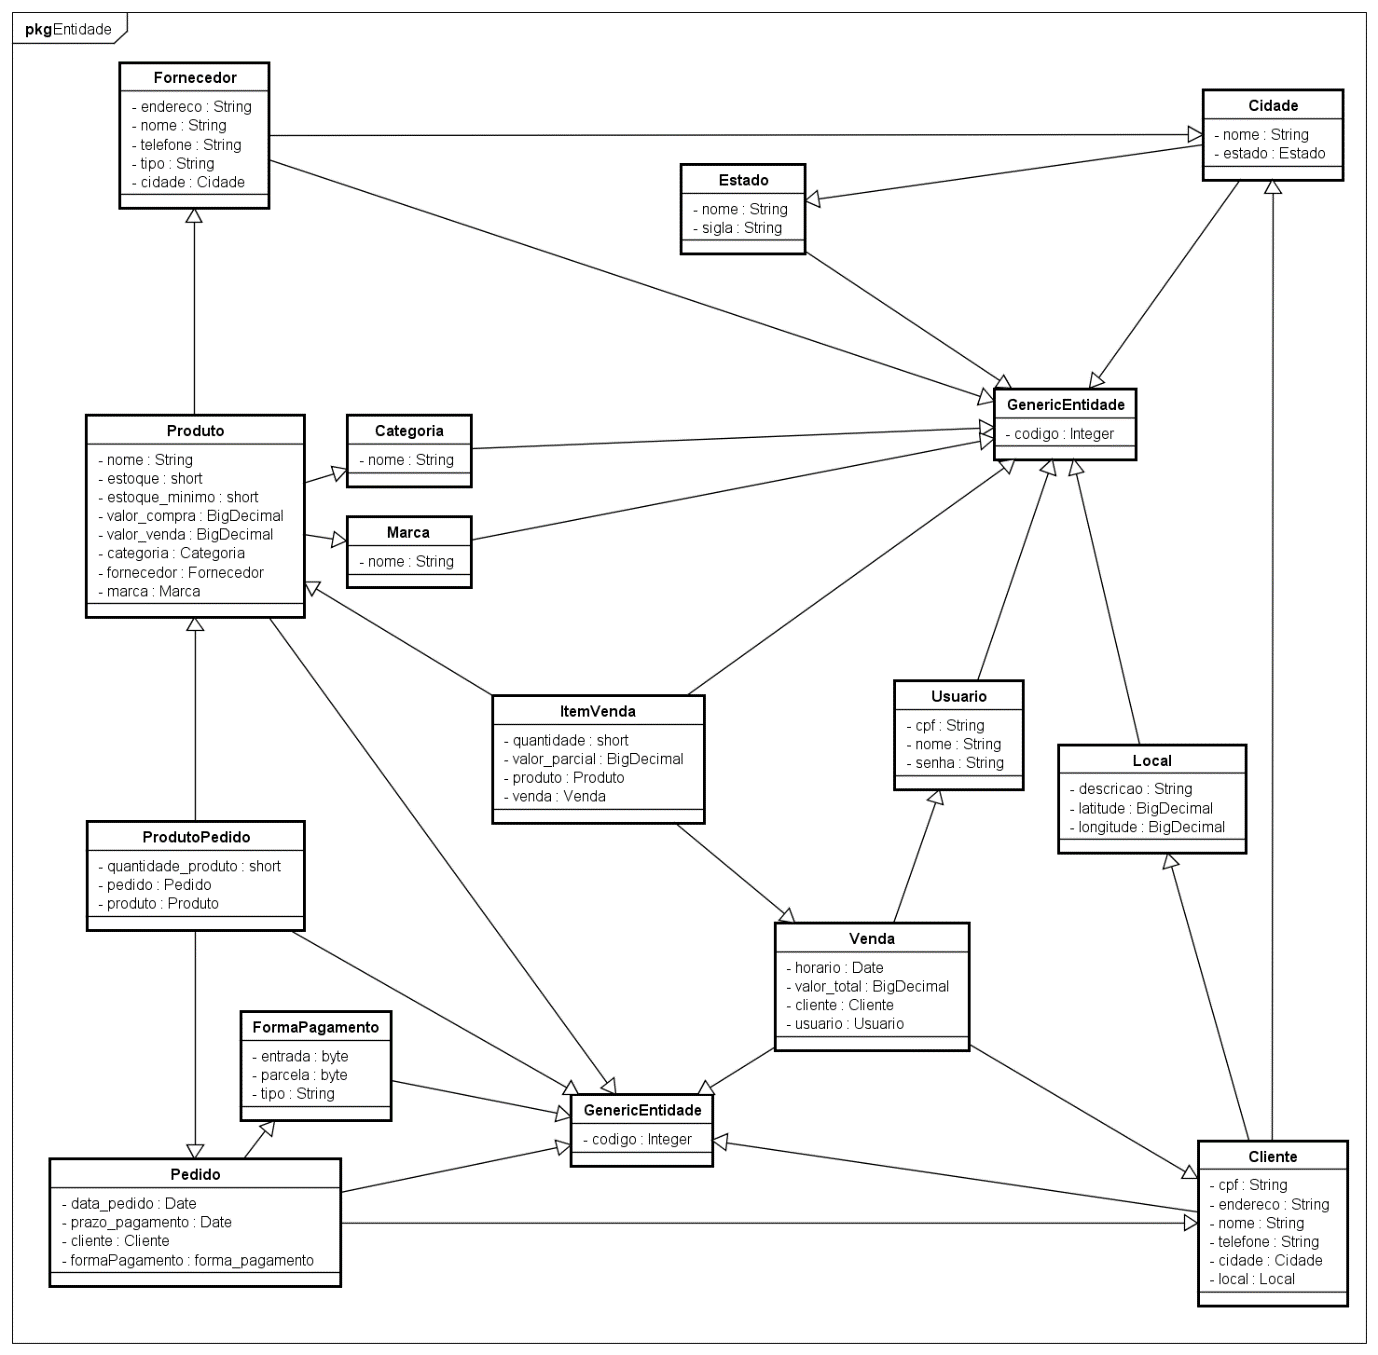 pkgEntidade
Fornecedor
- endereco : String
- nome : String
- telefone : String
- tipo : String
- cidade : Cidade
Cidade
- nome : String
- estado : Estado
Estado
- nome : String
- sigla : String
GenericEntidade
- codigo : Integer
Produto
- nome : String
- estoque : short
- estoque_minimo : short
- valor_compra : BigDecimal
- valor_venda : BigDecimal
- categoria : Categoria
- fornecedor : Fornecedor
- marca : Marca
Categoria
- nome : String
Marca
- nome : String
ItemVenda
- quantidade : short
- valor_parcial : BigDecimal
- produto : Produto
- venda : Venda
Usuario
- cpf : String
- nome : String
- senha : String
Local
- descricao : String
- latitude : BigDecimal
- longitude : BigDecimal
ProdutoPedido
- quantidade_produto : short
- pedido : Pedido
- produto : Produto
Venda
- horario : Date
- valor_total : BigDecimal
- cliente : Cliente
- usuario : Usuario
FormaPagamento
- entrada : byte
- parcela : byte
- tipo : String
GenericEntidade
- codigo : Integer
Pedido
- data_pedido : Date
- prazo_pagamento : Date
- cliente : Cliente
- formaPagamento : forma_pagamento
Cliente
- cpf : String
- endereco : String
- nome : String
- telefone : String
- cidade : Cidade
- local : Local